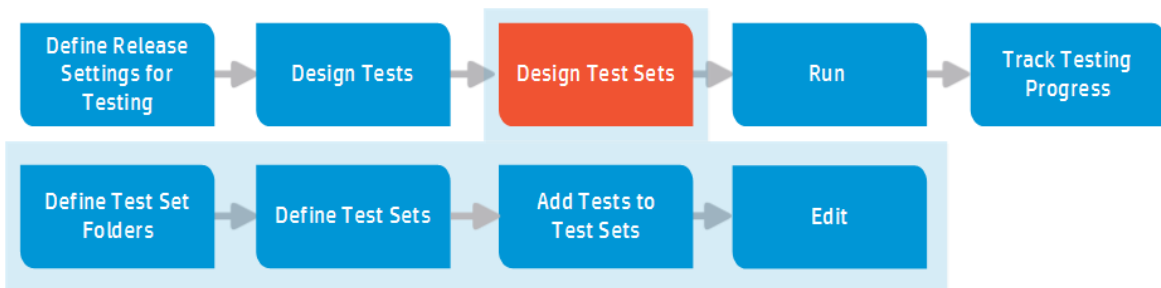 Define Release
Settings for
Testing
Design Tests
Design Test Sets
Run
Track Testing
Progress
Define Test Set
Folders
Define Test Sets
Add Tests to
Test Sets
Edit